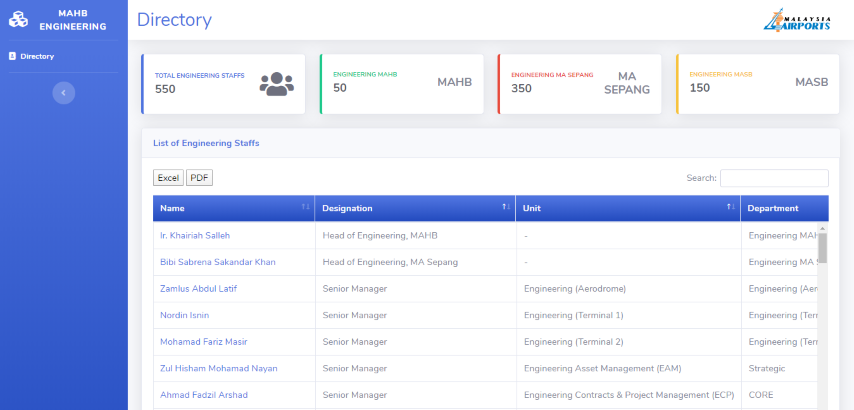 MAHB
ENGINEERING
Directory
Directory
MALAYSIA
AIRPORTS
TOTAL ENGINEERING STAFFS
550
ENGINEERING MAHB
50
MAHB
ENGINEERING MA SEPANG
350
MA
SEPANG
ENGINEERING MASB
150
MASB
List of Engineering Staffs
Excel PDF
Search:
Name Designation Unit Department
Ir. Khairiah Salleh Head of Engineering, MAHB - Engineering MAH
Bibi Sabrena Sakandar Khan Head of Engineering, MA Sepang - Engineering MA
Zamlus Abdul Latif Senior Manager Engineering (Aerodrome) Engineering (Aer
Nordin Isnin Senior Manager Engineering (Terminal 1) Engineering (Ter
Mohamad Fariz Masir Senior Manager Engineering (Terminal 2) Engineering (Ter
Zul Hisham Mohamad Nayan Senior Manager Engineering Asset Management (EAM) Strategic
Ahmad Fadzil Arshad Senior Manager Engineering Contracts & Project Management (ECP) CORE